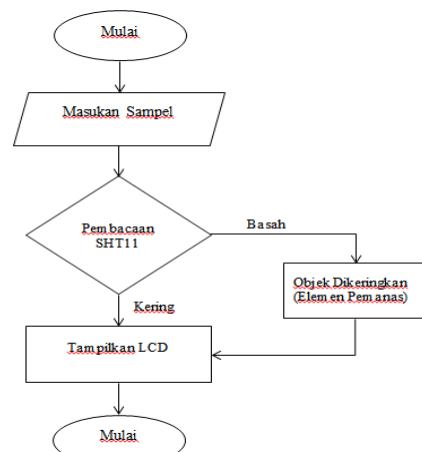 Mulai
Masukan Sampel
Pembacaan
SHT11
Basah
Objek Dikeringkan
(Elemen Pemanas)
Kering
Tampilkan LCD
Mulai